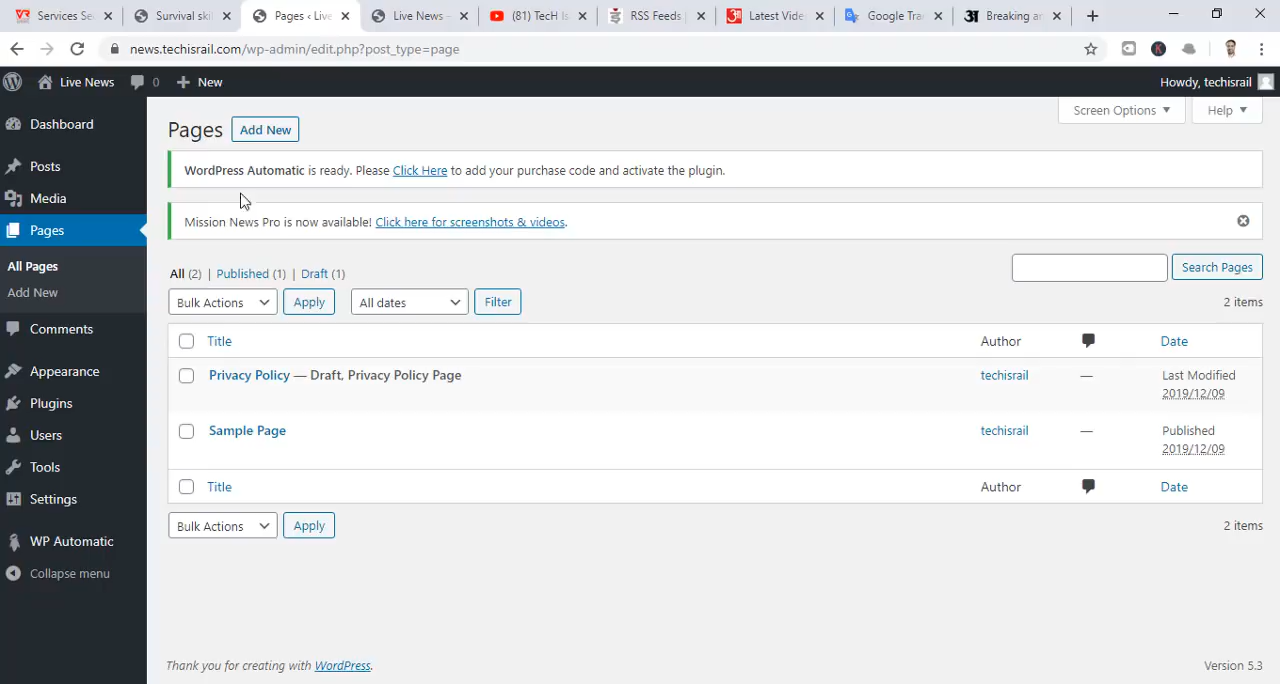 Services Se
Survival ski
Pages ‹ Live
Live News –
(81) TecH Is
RSS Feeds
Latest Vide
Google Tra
Breaking ar
news.techisrail.com/wp-admin/edit.php?post_type=page
Live News
0
New
Howdy, techisrail
Dashboard
Posts
Media
Pages
All Pages
Add New
Comments
Appearance
Plugins
Users
Tools
Settings
WP Automatic
Collapse menu
Screen Options
Help
Pages Add New
WordPress Automatic is ready. Please Click Here to add your purchase code and activate the plugin.
Mission News Pro is now available! Click here for screenshots & videos.
All (2) | Published (1) | Draft (1)
Search Pages
Bulk Actions Apply All dates Filter
2 items
Title Author Date
Privacy Policy — Draft, Privacy Policy Page techisrail — Last Modified
2019/12/09
Sample Page techisrail — Published
2019/12/09
Title Author Date
Bulk Actions Apply
2 items
Thank you for creating with WordPress.
Version 5.3